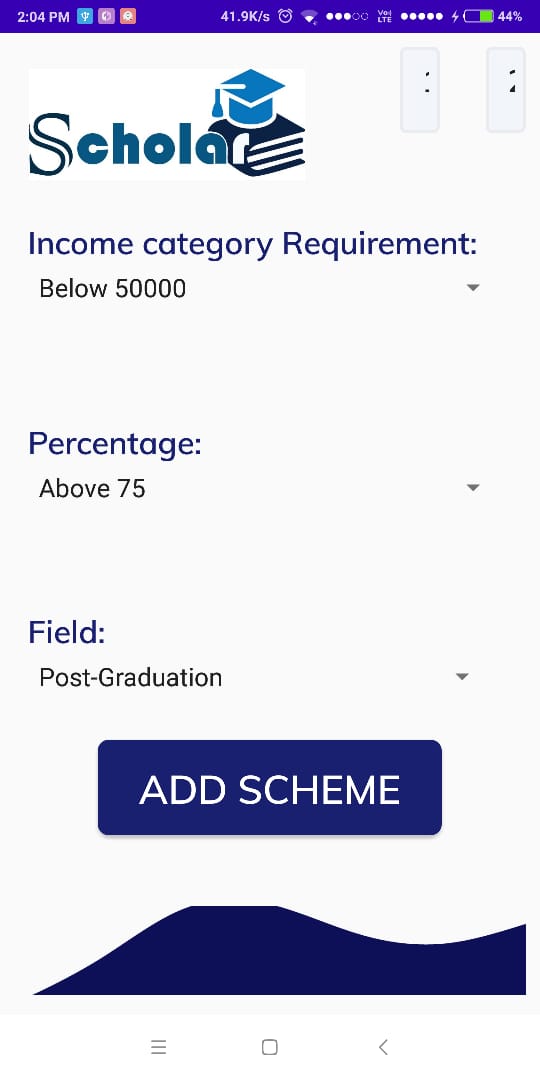 2:04 PM 41.9K/s Vo) LTE 44%
Scholar
Income category Requirement:
Below 50000
Percentage:
Above 75
Field:
Post-Graduation
ADD SCHEME